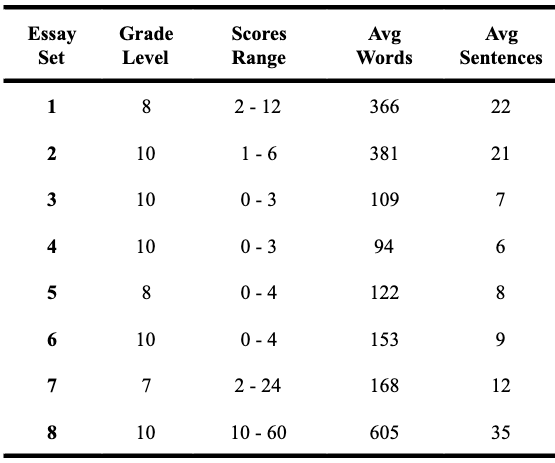 Essay Set Grade Level Scores Range Avg Words Avg Sentences
1 8 2 - 12 366 22
2 10 1 - 6 381 21
3 10 0 - 3 109 7
4 10 0 - 3 94 6
5 8 0 - 4 122 8
6 10 0 - 4 153 9
7 7 2 - 24 168 12
8 10 10 - 60 605 35